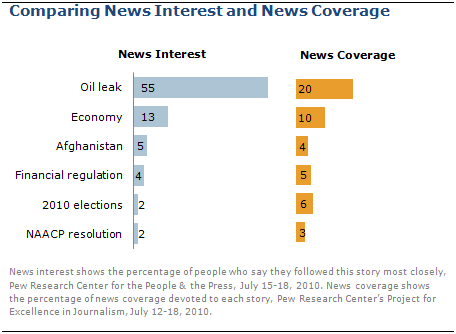 Comparing News Interest and News Coverage
News Interest News Coverage
Oil leak 55 20
Economy 13 10
Afghanistan 5 4
Financial regulation 4 5
2010 elections 2 6
NAACP resolution 2 3
News interest shows the percentage of people who say they followed this story most closely,
Pew Research Center for the People & the Press, July 15-18, 2010. News coverage shows
the percentage of news coverage devoted to each story, Pew Research Center's Project for
Excellence in Journalism, July 12-18, 2010.